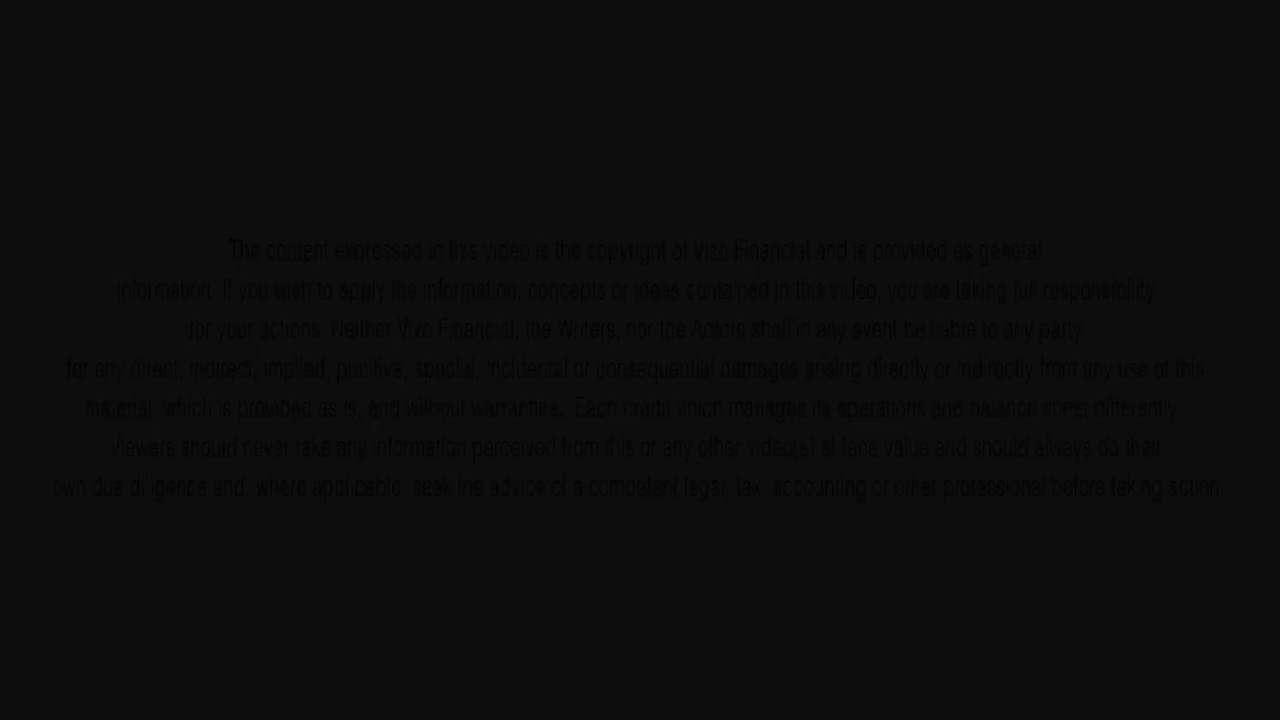 The content expressed in this video is the copyright of Vizo Financial and is provided as general
information. If you wish to apply the information, concepts or ideas contained in this video, you are taking full responsibility
for your actions. Neither Vizo Financial, the Writers, nor the Actors shall in any event be liable to any party
for any direct, indirect, implied, punitive, special, incidental or consequential damages arising directly or indirectly from any use of this
material, which is provided as is, and without warranties. Each credit union manages its operations and balance sheet differently.
Viewers should never take any information perceived from this or any other video(s) at face value and should always do their
own due diligence and, where applicable, seek the advice of a competent legal, tax, accounting or other professional before taking action.